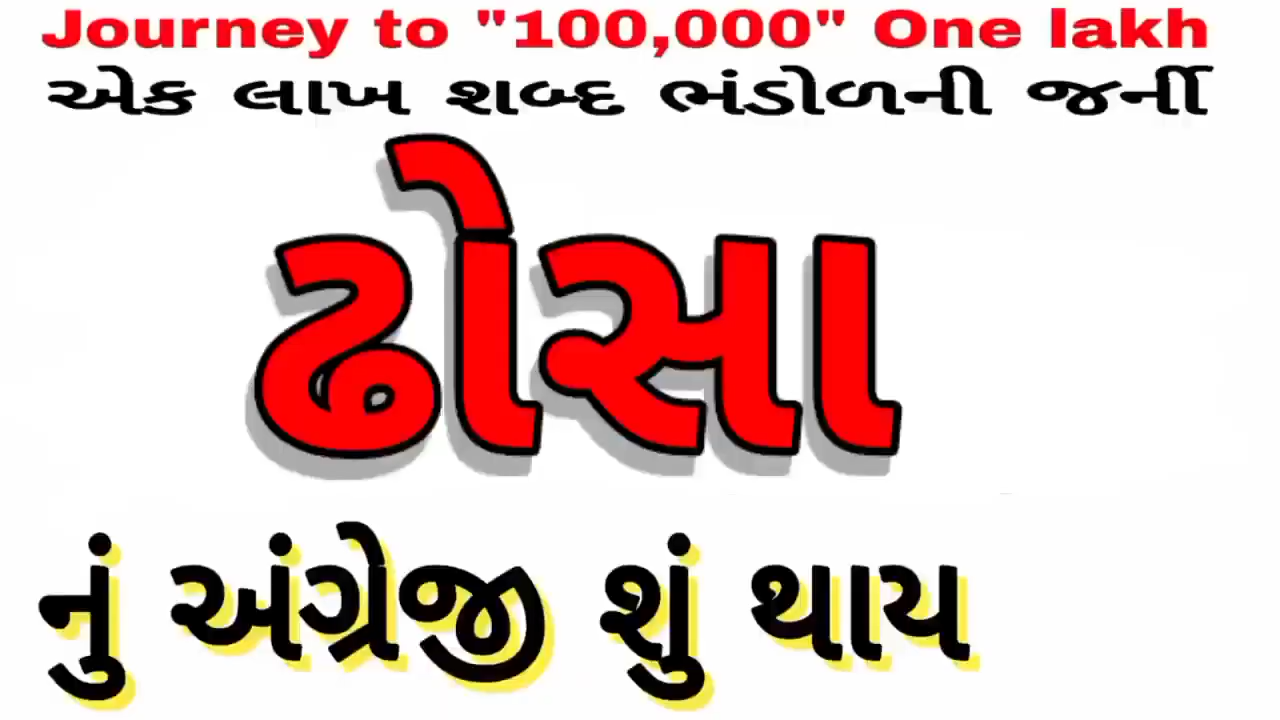 Journey to "100,000" One lakh
એક લાખ શબ્દ ભંડોળની જર્ની
ઢોસા
નું અંગ્રેજી શું થાય